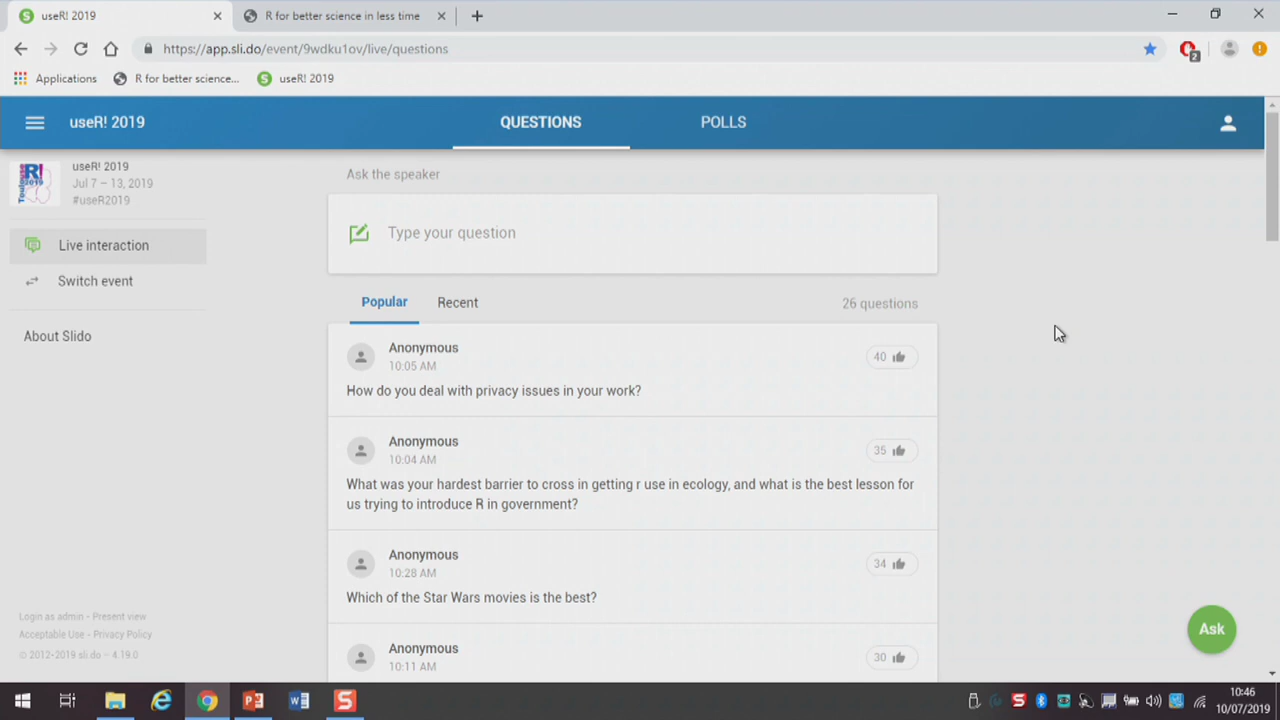 useR! 2019
R for better science in less time
https://app.sli.do/event/9wdku1ov/live/questions
2
Applications
R for better science...
useR! 2019
useR! 2019
QUESTIONS
POLLS
useR! 2019
Jul 7 – 13, 2019
#useR2019
Live interaction
Switch event
About Slido
Ask the speaker
Type your question
Popular
Recent
26 questions
Anonymous
10:05 AM
40
How do you deal with privacy issues in your work?
Anonymous
10:04 AM
35
What was your hardest barrier to cross in getting r use in ecology, and what is the best lesson for
us trying to introduce R in government?
Anonymous
10:28 AM
34
Which of the Star Wars movies is the best?
Anonymous
10:11 AM
30
Login as admin - Present view
Acceptable Use - Privacy Policy
© 2012-2019 sli.do – 4.19.0
Ask
10:46
10/07/2019